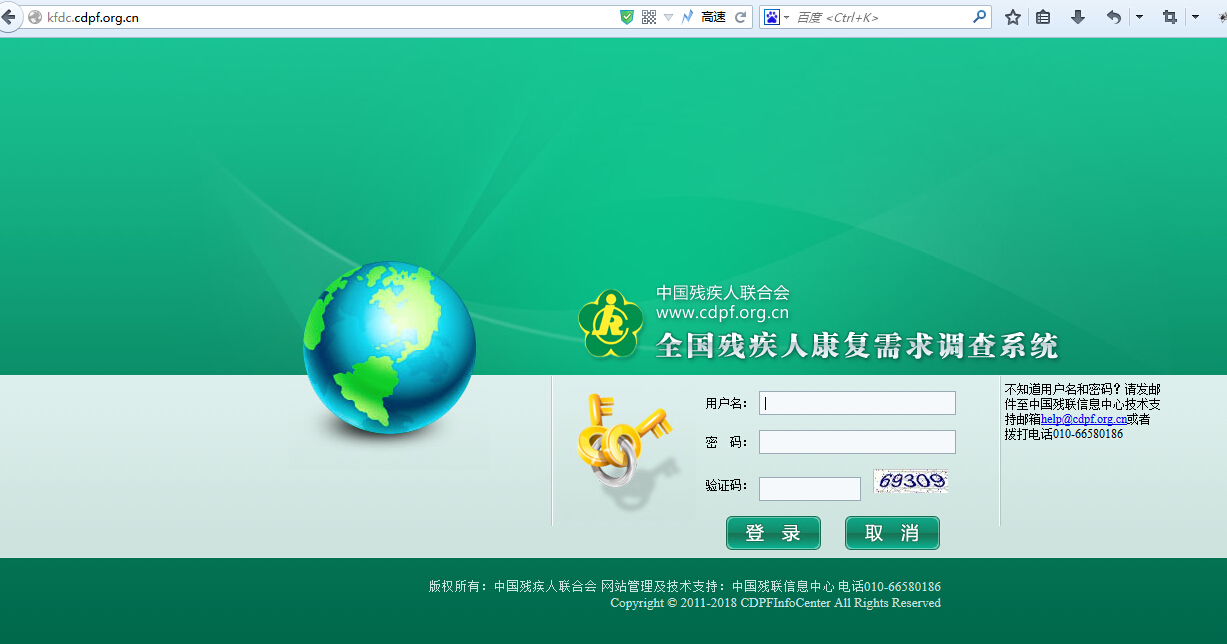 kfdc.cdpf.org.cn
高速
百度 <Ctrl+K>
中国残疾人联合会
www.cdpf.org.cn
全国残疾人康复需求调查系统
用户名：
密 码：
验证码：
69309
登 录
取 消
不知道用户名和密码？请发邮
件至中国残联信息中心技术支
持邮箱help@cdpf.org.cn或者
拨打电话010-66580186
版权所有：中国残疾人联合会 网站管理及技术支持：中国残联信息中心 电话010-66580186
Copyright © 2011-2018 CDPFInfoCenter All Rights Reserved